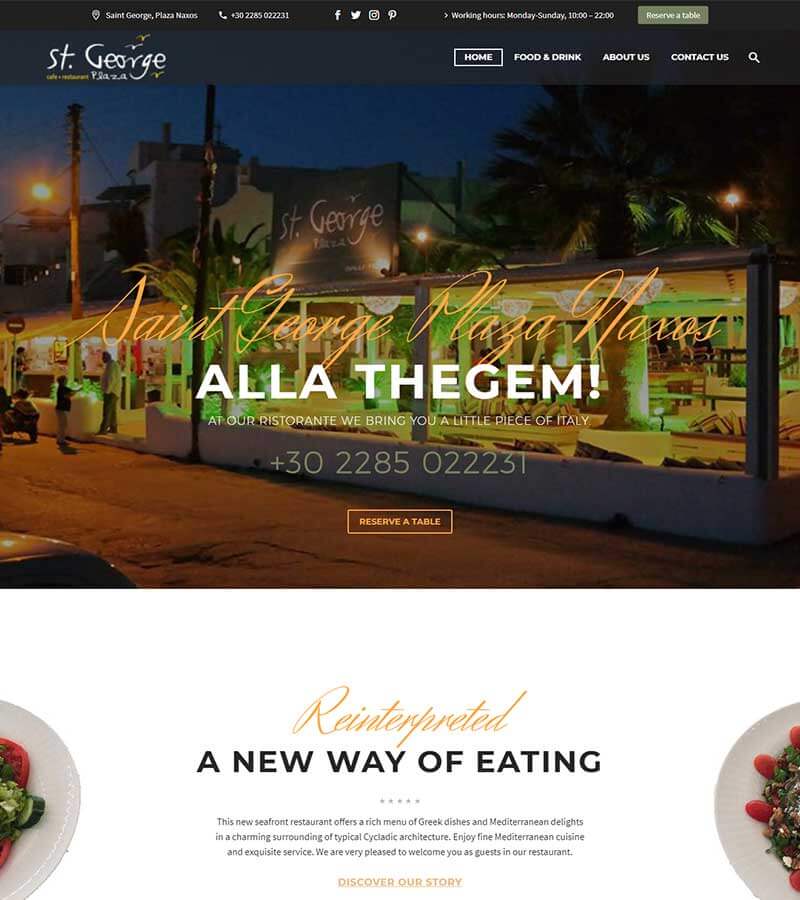 Saint George, Plaza Naxos
+30 2285 022231
Working hours: Monday-Sunday, 10:00 – 22:00
Reserve a table
st. George
cafe • restaurant Plaza
HOME
FOOD & DRINK
ABOUT US
CONTACT US
st. George
Plaza
Saint George Plaza Naxos
ALLA THEGEM!
AT OUR RISTORANTE WE BRING YOU A LITTLE PIECE OF ITALY.
+30 2285 022231
RESERVE A TABLE
Reinterpreted
A NEW WAY OF EATING
This new seafront restaurant offers a rich menu of Greek dishes and Mediterranean delights
in a charming surrounding of typical Cycladic architecture. Enjoy fine Mediterranean cuisine
and exquisite service. We are very pleased to welcome you as guests in our restaurant.
DISCOVER OUR STORY